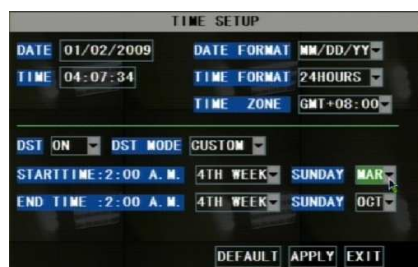 TIME SETUP
DATE 01/02/2009 DATE FORMAT MM/DD/YY
TIME 04:07:34 TIME FORMAT 24HOURS
TIME ZONE GMT+08:00
DST ON DST MODE CUSTOM
STARTTIME:2:00 A.M. 4TH WEEK SUNDAY MAR
END TIME :2:00 A.M. 4TH WEEK SUNDAY OCT
DEFAULT APPLY EXIT